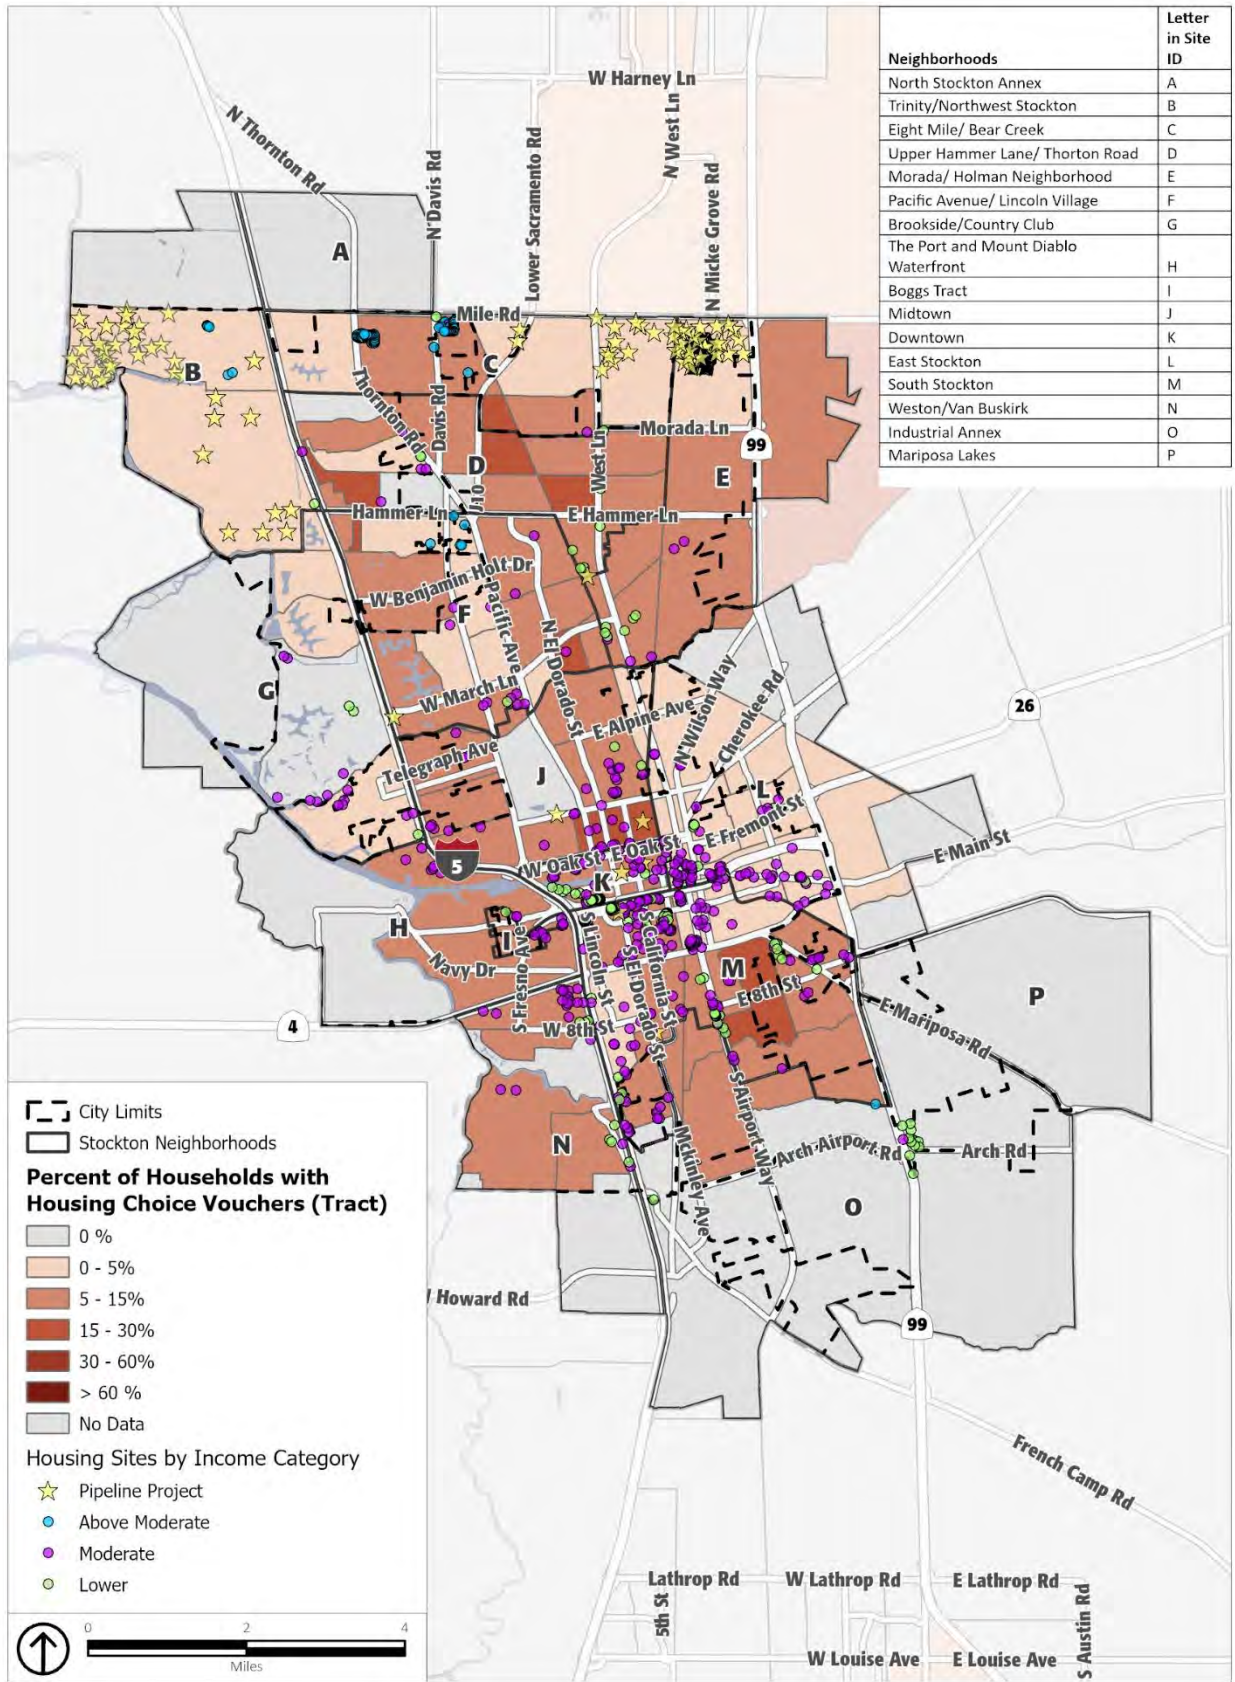 Neighborhoods
Letter in Site ID
North Stockton Annex A
Trinity/Northwest Stockton B
Eight Mile/ Bear Creek C
Upper Hammer Lane/ Thorton Road D
Morada/ Holman Neighborhood E
Pacific Avenue/ Lincoln Village F
Brookside/Country Club G
The Port and Mount Diablo
Waterfront H
Boggs Tract I
Midtown J
Downtown K
East Stockton L
South Stockton M
Weston/Van Buskirk N
Industrial Annex O
Mariposa Lakes P
W Harney Ln
N Thornton Rd
N Davis Rd
Lower Sacramento Rd
N West Ln
N Micke Grove Rd
A
Mile Rd
B
C
Thornton Rd
Davis Rd
West Ln
Morada Ln
99
D
J10
E
Hammer Ln
E Hammer Ln
W Benjamin Holt Dr
F
Pacific Ave
N El Dorado St
G
W March Ln
N Wilson Way
Cherokee Rd
E Alpine Ave
26
Telegraph Ave
J
L
E Fremont St
E Main St
5
W Oak St
E Oak St
K
H
I
S Fresno Ave
S Lincoln St
S California St
S El Dorado St
Navy Dr
M
E 8th St
P
4
W 8th St
E Mariposa Rd
S Airport Way
N
Mckinley Ave
Arch Airport Rd
Arch Rd
O
Howard Rd
99
French Camp Rd
Lathrop Rd
W Lathrop Rd
E Lathrop Rd
5th St
S Austin Rd
W Louise Ave
E Louise Ave
City Limits
Stockton Neighborhoods
Percent of Households with
Housing Choice Vouchers (Tract)
0 %
0 - 5%
5 - 15%
15 - 30%
30 - 60%
> 60 %
No Data
Housing Sites by Income Category
Pipeline Project
Above Moderate
Moderate
Lower
0 2 4
Miles